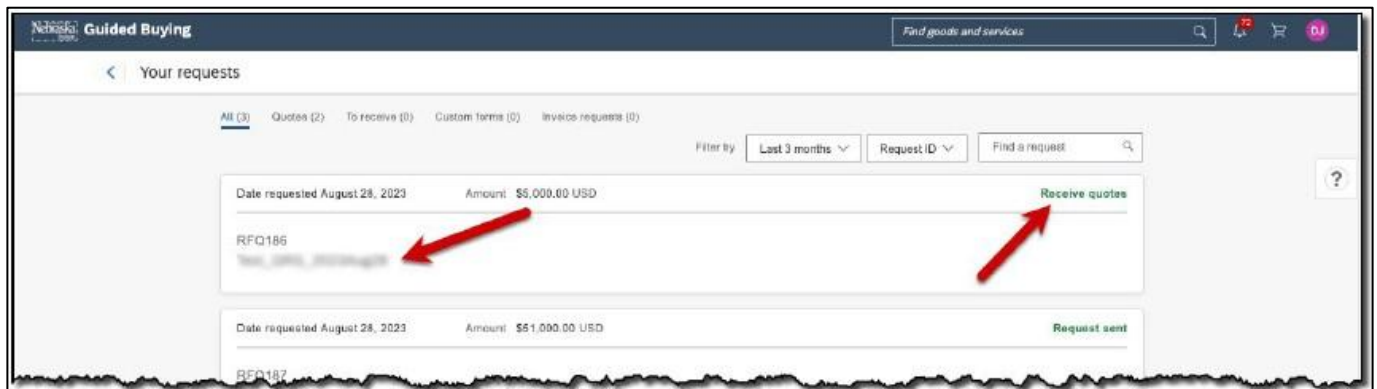 Nebraska Guided Buying
Find goods and services
72
DJ
Your requests
All (3) Quotes (2) To receive (0) Custom forms (0) Invoice requests (0)
Filter by Last 3 months Request ID Find a request
?
Date requested August 28, 2023 Amount $5,000.00 USD Receive quotes
RFQ186
Date requested August 28, 2023 Amount $51,000.00 USD Request sent
RFQ187